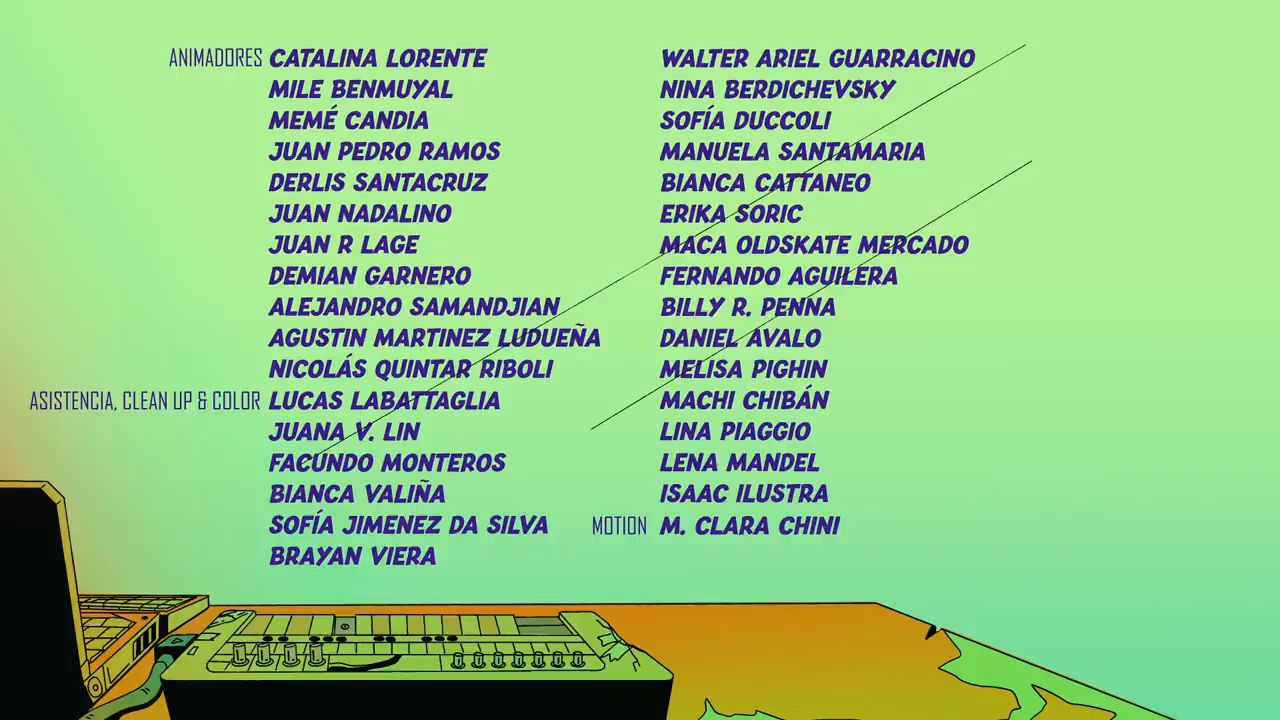 ANIMADORES CATALINA LORENTE
MILE BENMUYAL
MEMÉ CANDIA
JUAN PEDRO RAMOS
DERLIS SANTACRUZ
JUAN NADALINO
JUAN R LAGE
DEMIAN GARNERO
ALEJANDRO SAMANDJIAN
AGUSTIN MARTINEZ LUDUEÑA
NICOLÁS QUINTAR RIBOLI
ASISTENCIA, CLEAN UP & COLOR LUCAS LABATTAGLIA
JUANA V. LIN
FACUNDO MONTEROS
BIANCA VALIÑA
SOFÍA JIMENEZ DA SILVA
BRAYAN VIERA
WALTER ARIEL GUARRACINO
NINA BERDICHEVSKY
SOFÍA DUCCOLI
MANUELA SANTAMARIA
BIANCA CATTANEO
ERIKA SORIC
MACA OLDSKATE MERCADO
FERNANDO AGUILERA
BILLY R. PENNA
DANIEL AVALO
MELISA PIGHIN
MACHI CHIBÁN
LINA PIAGGIO
LENA MANDEL
ISAAC ILUSTRA
MOTION M. CLARA CHINI